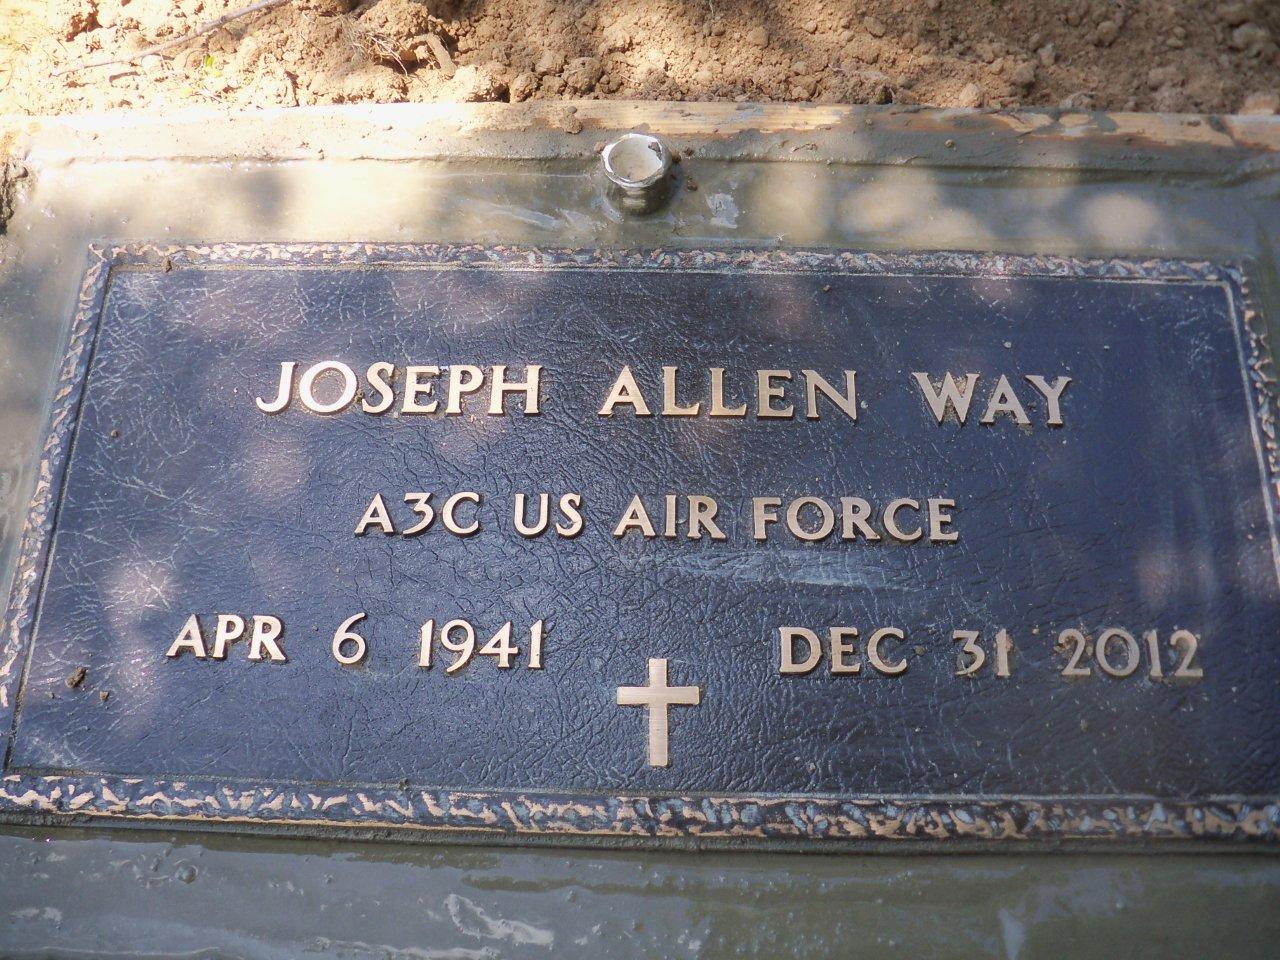 JOSEPH ALLEN WAY
A3C US AIR FORCE
APR 6 1941 DEC 31 2012